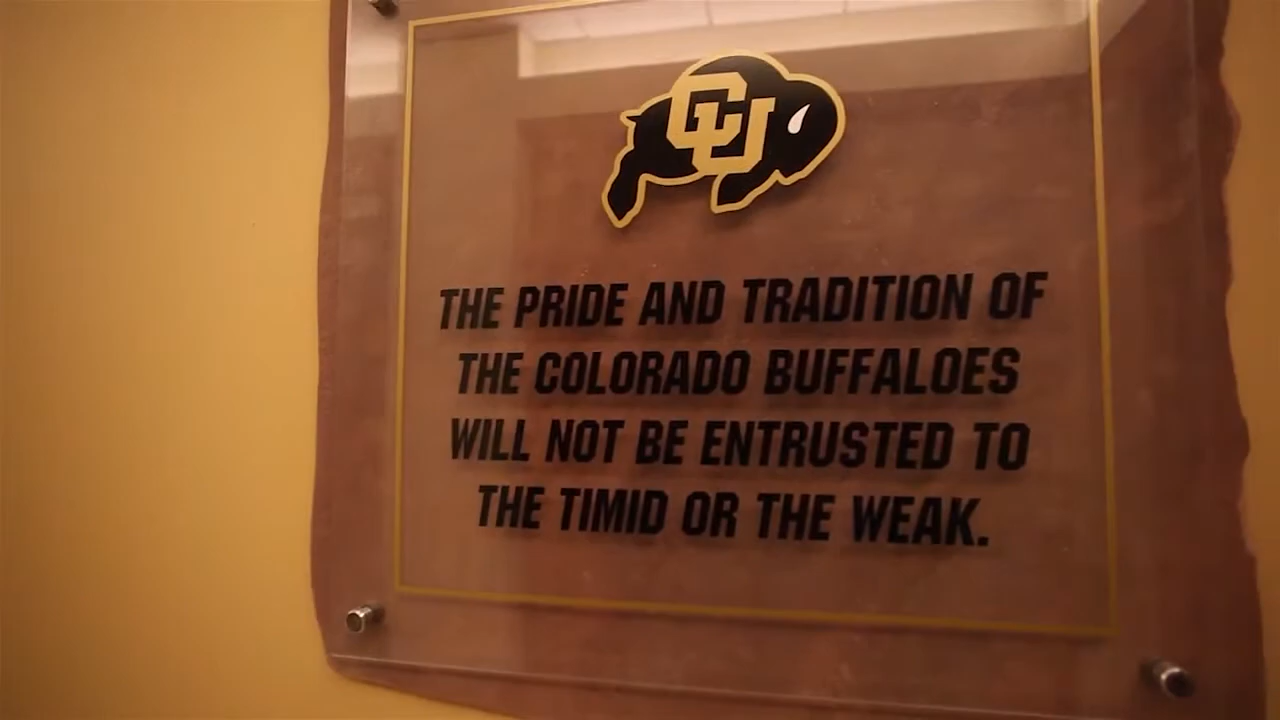 CU
THE PRIDE AND TRADITION OF
THE COLORADO BUFFALOES
WILL NOT BE ENTRUSTED TO
THE TIMID OR THE WEAK.